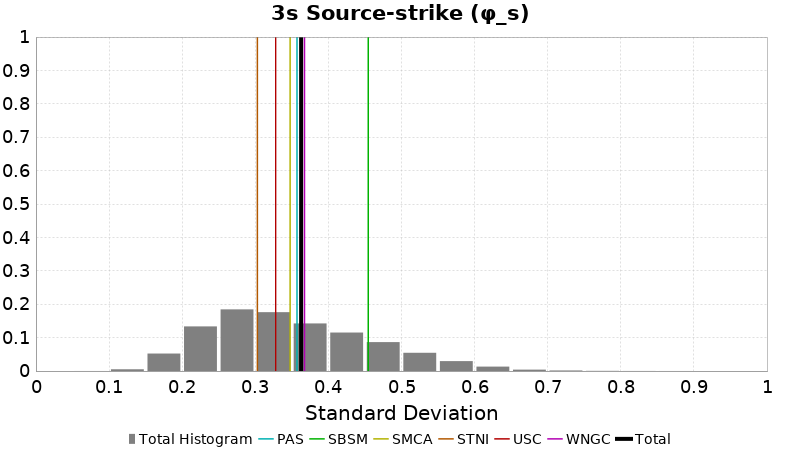 3s Source-strike (φ_s)
1
0.9
0.8
0.7
0.6
0.5
0.4
0.3
0.2
0.1
0
0 0.1 0.2 0.3 0.4 0.5 0.6 0.7 0.8 0.9 1
Standard Deviation
Total Histogram PAS SBSM SMCA STNI USC WNGC Total